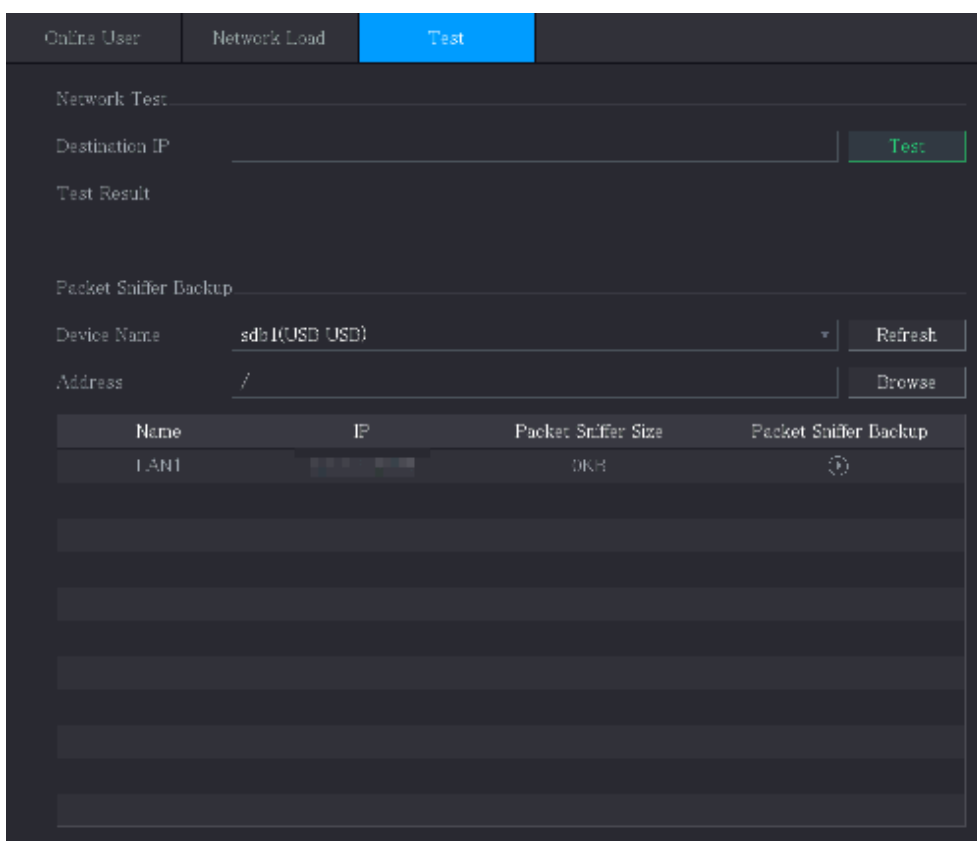 Online User Network Load Test
Network Test
Destination IP Test
Test Result
Packet Sniffer Backup
Device Name sdb1(USB USB) Refresh
Address / Browse
Name IP Packet Sniffer Size Packet Sniffer Backup
LAN1 0KB